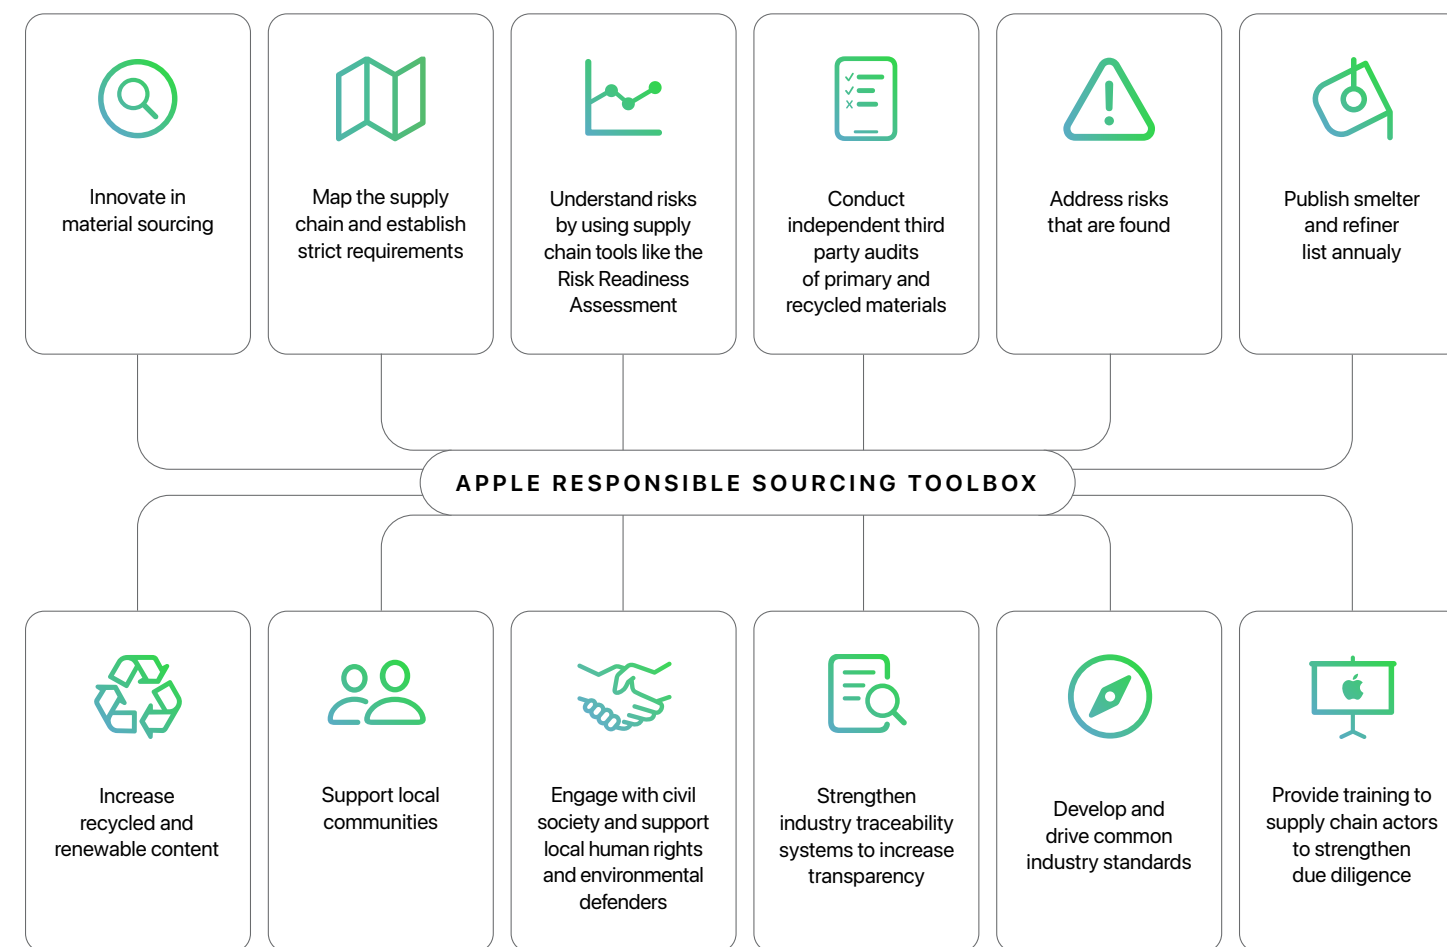 Innovate in
material sourcing
Map the supply
chain and establish
strict requirements
Understand risks
by using supply
chain tools like the
Risk Readiness
Assessment
Conduct
independent third
party audits
of primary and
recycled materials
Address risks
that are found
Publish smelter
and refiner
list annualy
APPLE RESPONSIBLE SOURCING TOOLBOX
Increase
recycled and
renewable content
Support local
communities
Engage with civil
society and support
local human rights
and environmental
defenders
Strengthen
industry traceability
systems to increase
transparency
Develop and
drive common
industry standards
Provide training to
supply chain actors
to strengthen
due diligence